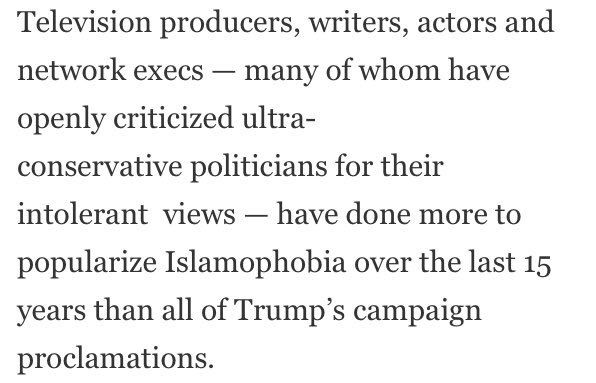 Television producers, writers, actors and
network execs — many of whom have
openly criticized ultra-
conservative politicians for their
intolerant  views — have done more to
popularize Islamophobia over the last 15
years than all of Trump’s campaign
proclamations.